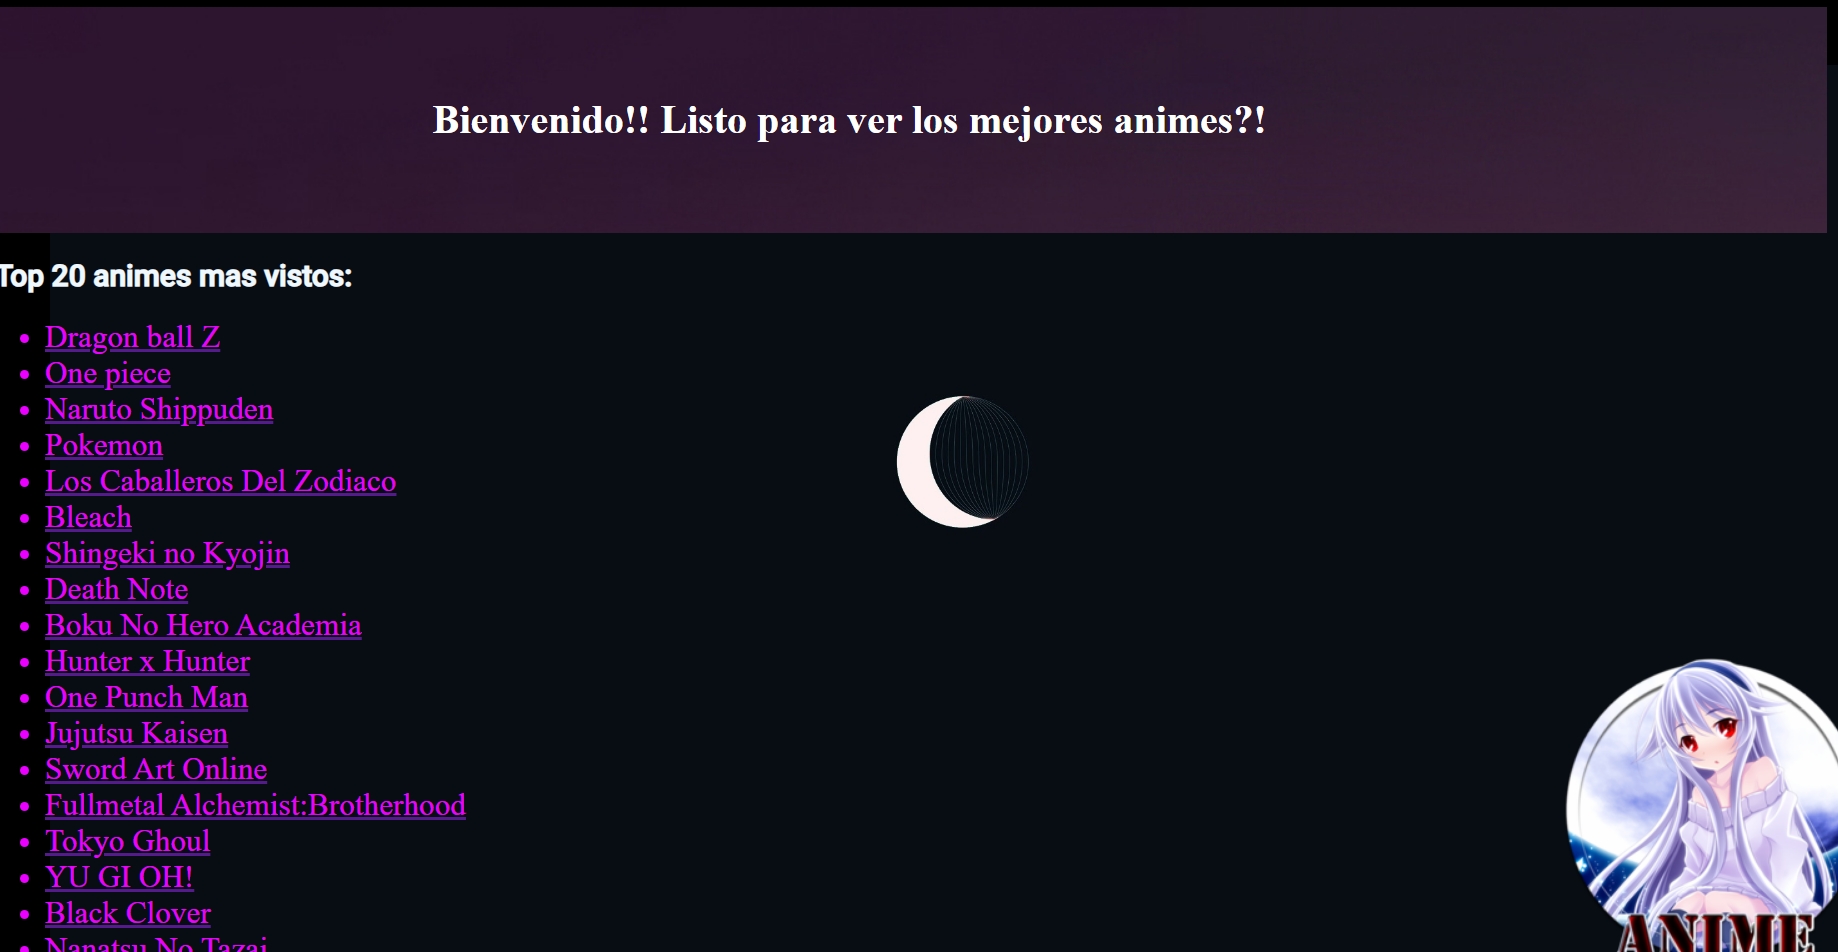 Bienvenido!! Listo para ver los mejores animes?!
Top 20 animes mas vistos:
Dragon ball Z
One piece
Naruto Shippuden
Pokemon
Los Caballeros Del Zodiaco
Bleach
Shingeki no Kyojin
Death Note
Boku No Hero Academia
Hunter x Hunter
One Punch Man
Jujutsu Kaisen
Sword Art Online
Fullmetal Alchemist:Brotherhood
Tokyo Ghoul
YU GI OH!
Black Clover
Nanatsu No Tazai
ANIME